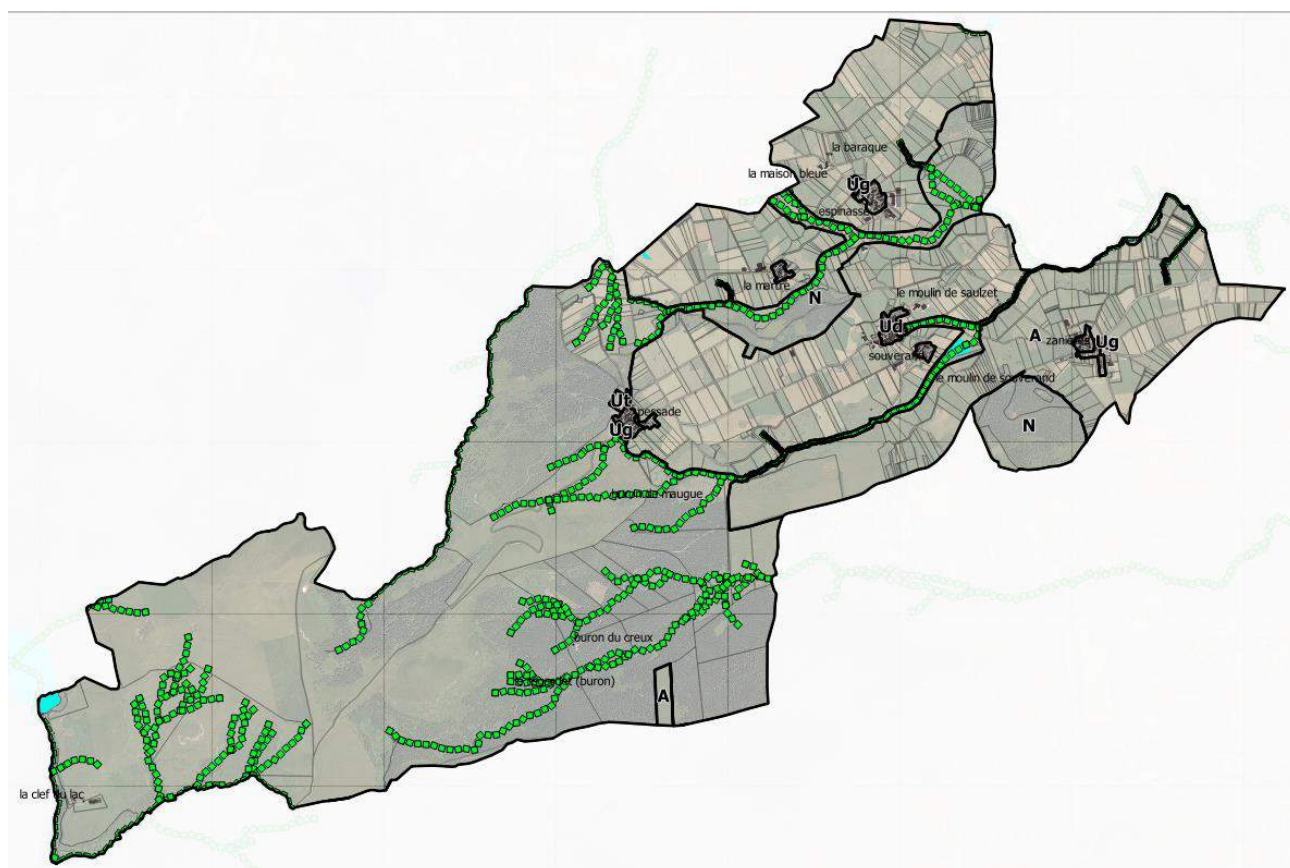 la baraque
la maison bleue
Ug
espinasse
la martre
N
le moulin de saulzet
Ud
souverand
A
Ug
le moulin de souverand
N
Ut
pessade
Ug
buron du creux
A
la clef du lac